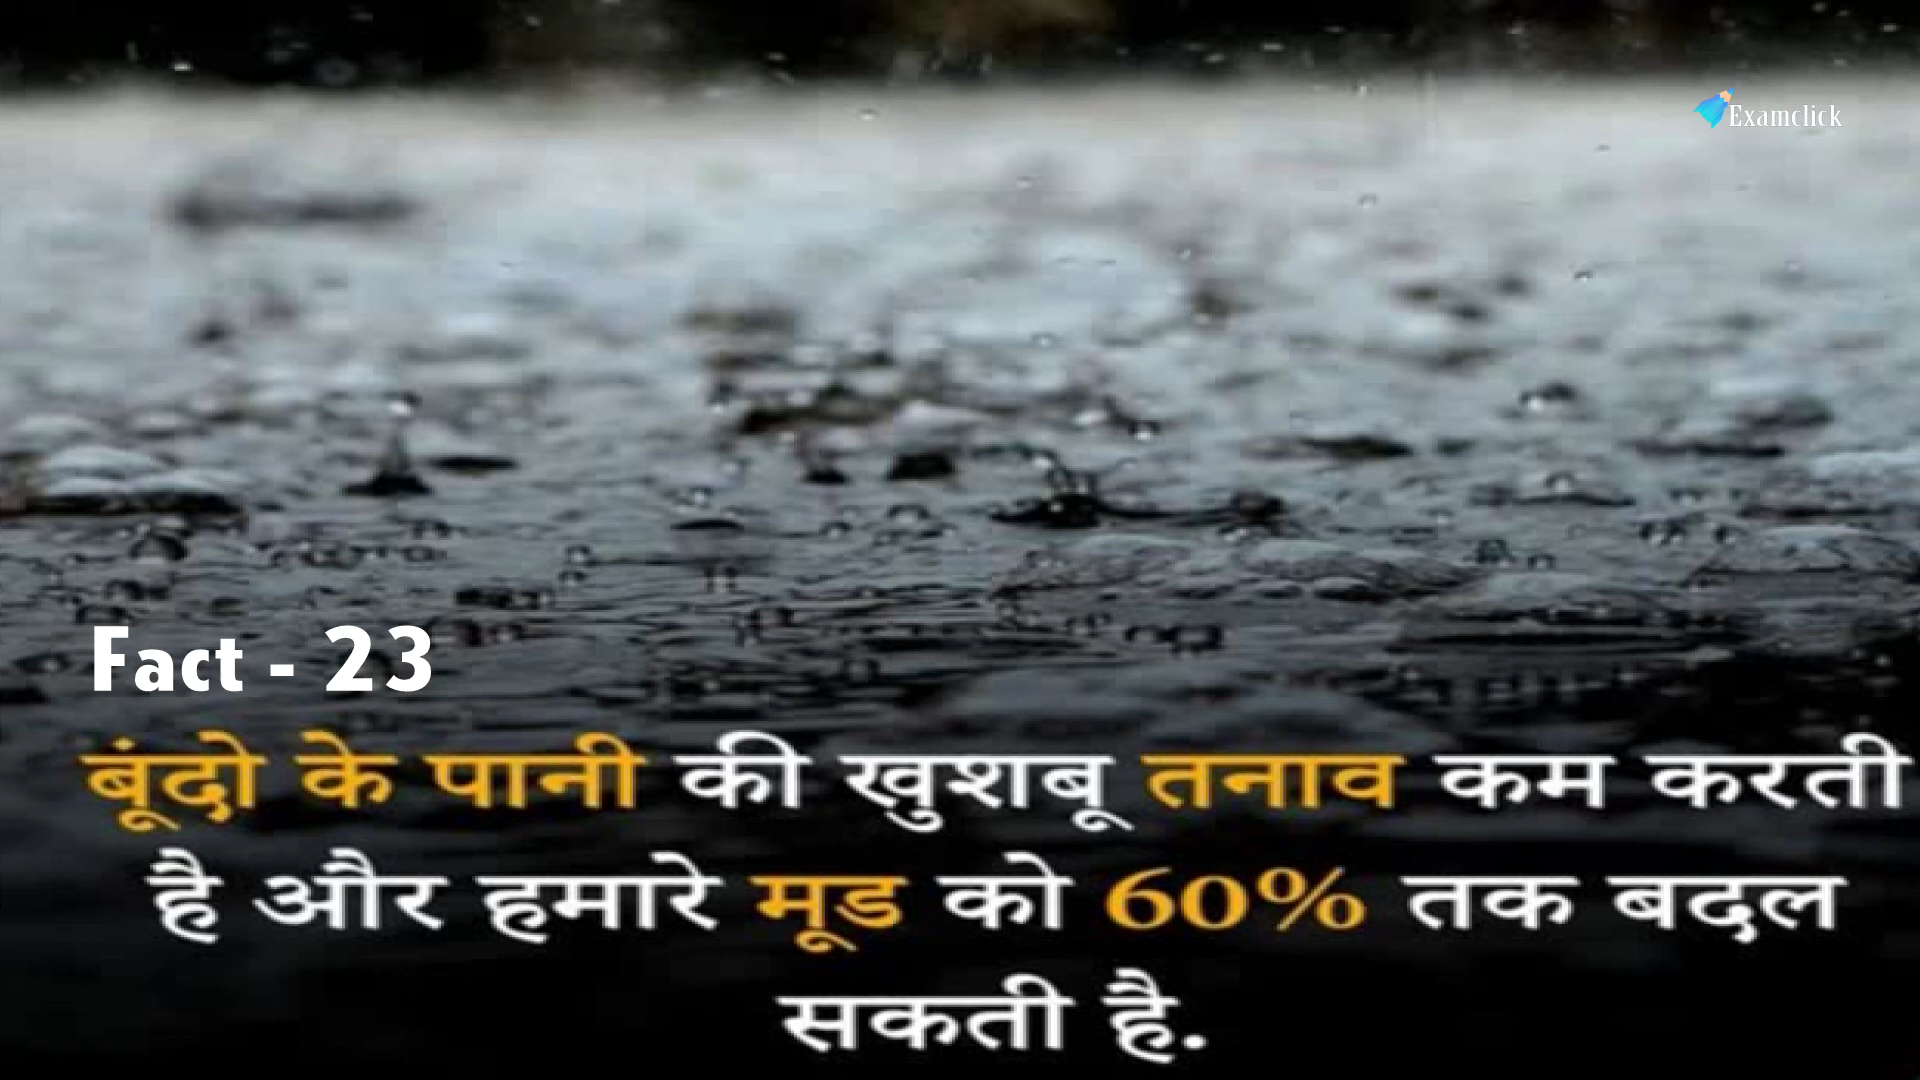 Examclick
Fact - 23
बूंदो के पानी की खुशबू तनाव कम करती
है और हमारे मूड को 60% तक बदल
सकती है.